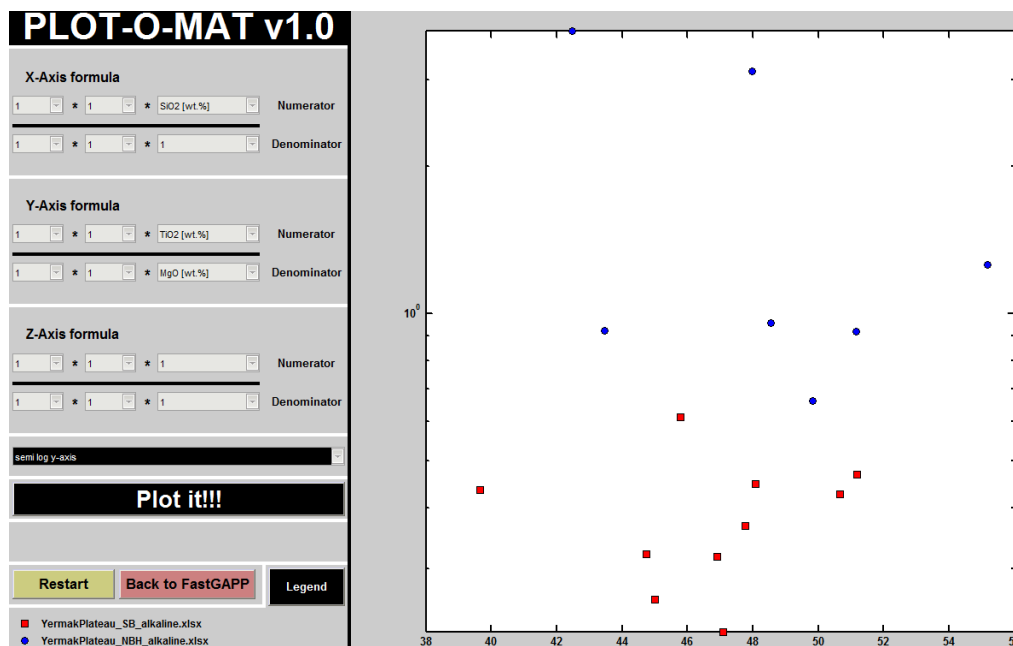 PLOT-O-MAT v1.0
X-Axis formula
1 * 1 * SiO2 [wt.%] Numerator
1 * 1 * 1 Denominator
Y-Axis formula
1 * 1 * TiO2 [wt.%] Numerator
1 * 1 * MgO [wt.%] Denominator
Z-Axis formula
1 * 1 * 1 Numerator
1 * 1 * 1 Denominator
semi log y-axis
Plot it!!!
Restart Back to FastGAPP Legend
YermakPlateau_SB_alkaline.xlsx
YermakPlateau_NBH_alkaline.xlsx
10⁰
38 40 42 44 46 48 50 52 54